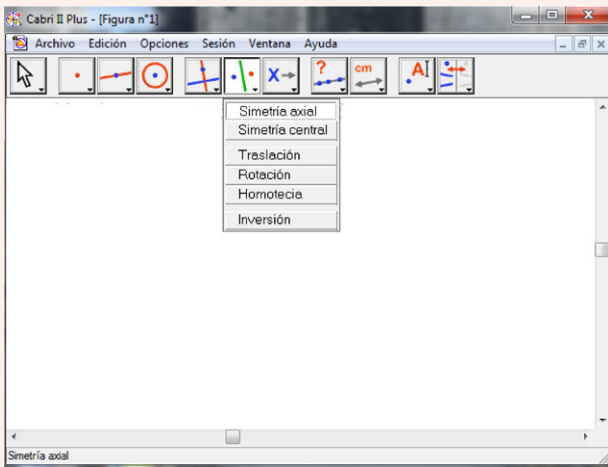 Cabri II Plus - [Figura n°1]
Archivo Edición Opciones Sesión Ventana Ayuda
X ? cm A
Simetría axial
Simetría central
Traslación
Rotación
Homotecia
Inversión
Simetría axial